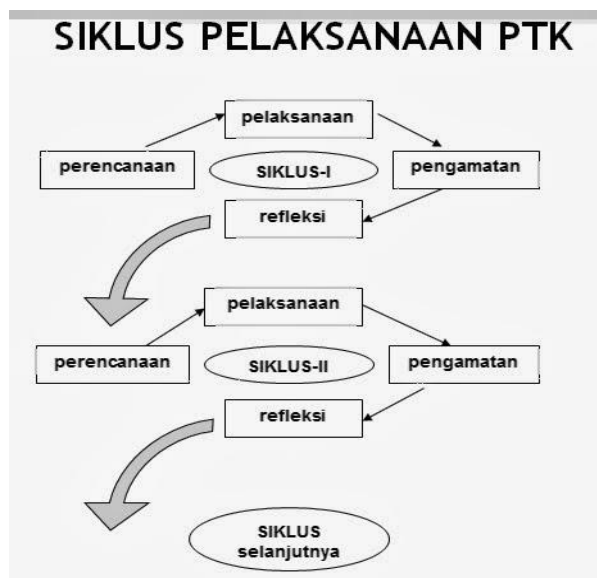 SIKLUS PELAKSANAAN PTK
pelaksanaan
perencanaan
SIKLUS-I
pengamatan
refleksi
pelaksanaan
perencanaan
SIKLUS-II
pengamatan
refleksi
SIKLUS
selanjutnya